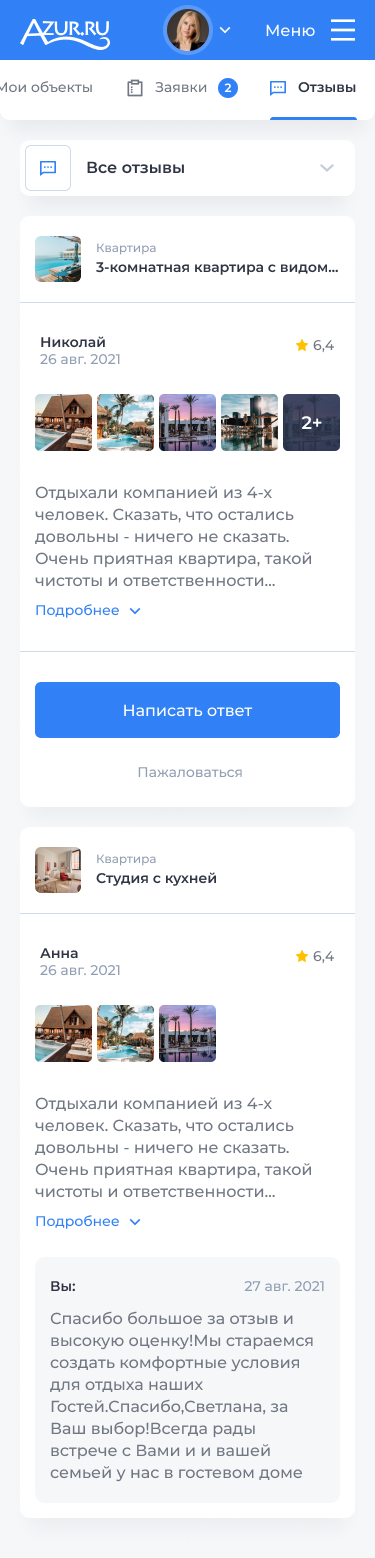 AZUR.RU
Меню
Мои объекты Заявки 2 Отзывы
Все отзывы
Квартира
3-комнатная квартира с видом...
Николай
26 авг. 2021
6,4
2+
Отдыхали компанией из 4-х
человек. Сказать, что остались
довольны - ничего не сказать.
Очень приятная квартира, такой
чистоты и ответственности...
Подробнее
Написать ответ
Пажаловаться
Квартира
Студия с кухней
Анна
26 авг. 2021
6,4
Отдыхали компанией из 4-х
человек. Сказать, что остались
довольны - ничего не сказать.
Очень приятная квартира, такой
чистоты и ответственности...
Подробнее
Вы: 27 авг. 2021
Спасибо большое за отзыв и
высокую оценку!Мы стараемся
создать комфортные условия
для отдыха наших
Гостей.Спасибо,Светлана, за
Ваш выбор!Всегда рады
встрече с Вами и и вашей
семьей у нас в гостевом доме